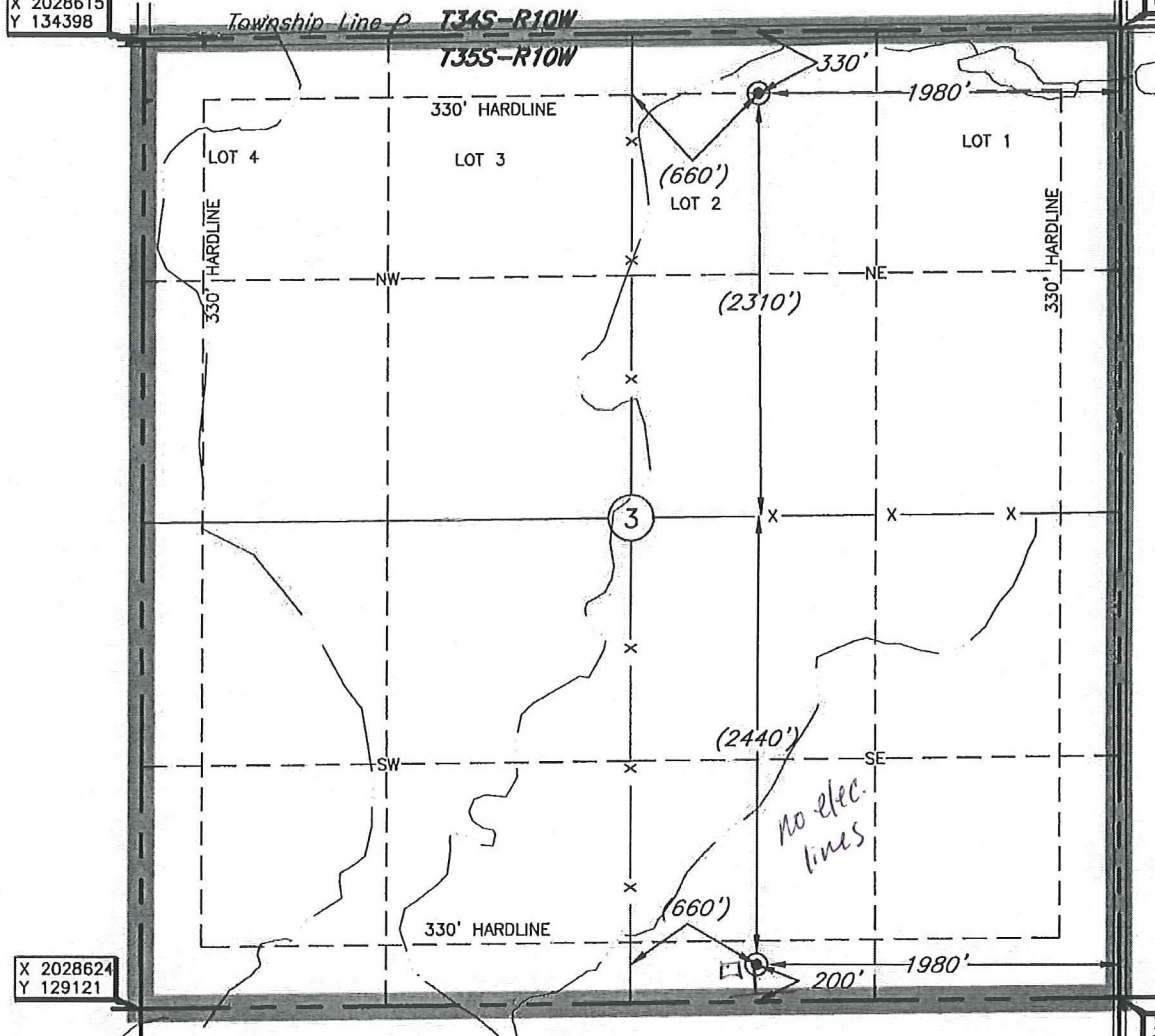 X 2028615
Y 134398
Township Line
T34S-R10W
T35S-R10W
330'
330' HARDLINE
1980'
LOT 4
LOT 3
LOT 1
(660')
LOT 2
330' HARDLINE
330' HARDLINE
NW
NE
(2310')
X
X
X
3
X
X
X
X
(2440')
SW
SE
X
no elec.
lines
X
(660')
330' HARDLINE
X 2028624
Y 129121
1980'
200'